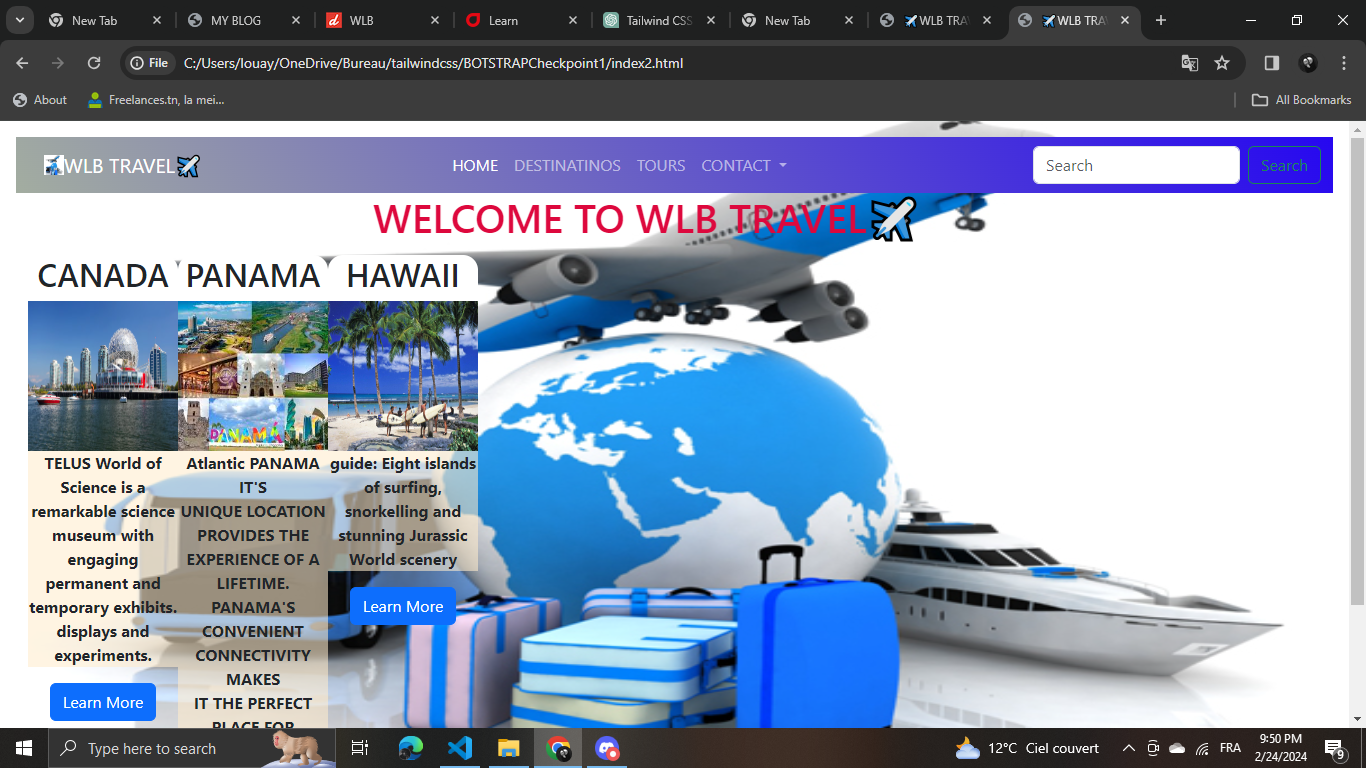 New Tab
MY BLOG
WLB
Learn
Tailwind CSS
New Tab
WLB TRA
WLB TRA
File
C:/Users/louay/OneDrive/Bureau/tailwindcss/BOTSTRAPCheckpoint1/index2.html
About
Freelances.tn, la mei...
All Bookmarks
WLB TRAVEL✈️
HOME
DESTINATINOS
TOURS
CONTACT
Search
Search
WELCOME TO WLB TRAVEL✈️
CANADA
TELUS World of
Science is a
remarkable science
museum with
engaging
permanent and
temporary exhibits.
displays and
experiments.
Learn More
PANAMA
PANAMA
Atlantic PANAMA
IT'S
UNIQUE LOCATION
PROVIDES THE
EXPERIENCE OF A
LIFETIME.
PANAMA'S
CONVENIENT
CONNECTIVITY
MAKES
IT THE PERFECT
PLACE FOR
HAWAII
guide: Eight islands
of surfing,
snorkelling and
stunning Jurassic
World scenery
Learn More
Type here to search
12°C Ciel couvert
FRA
9:50 PM
2/24/2024
9